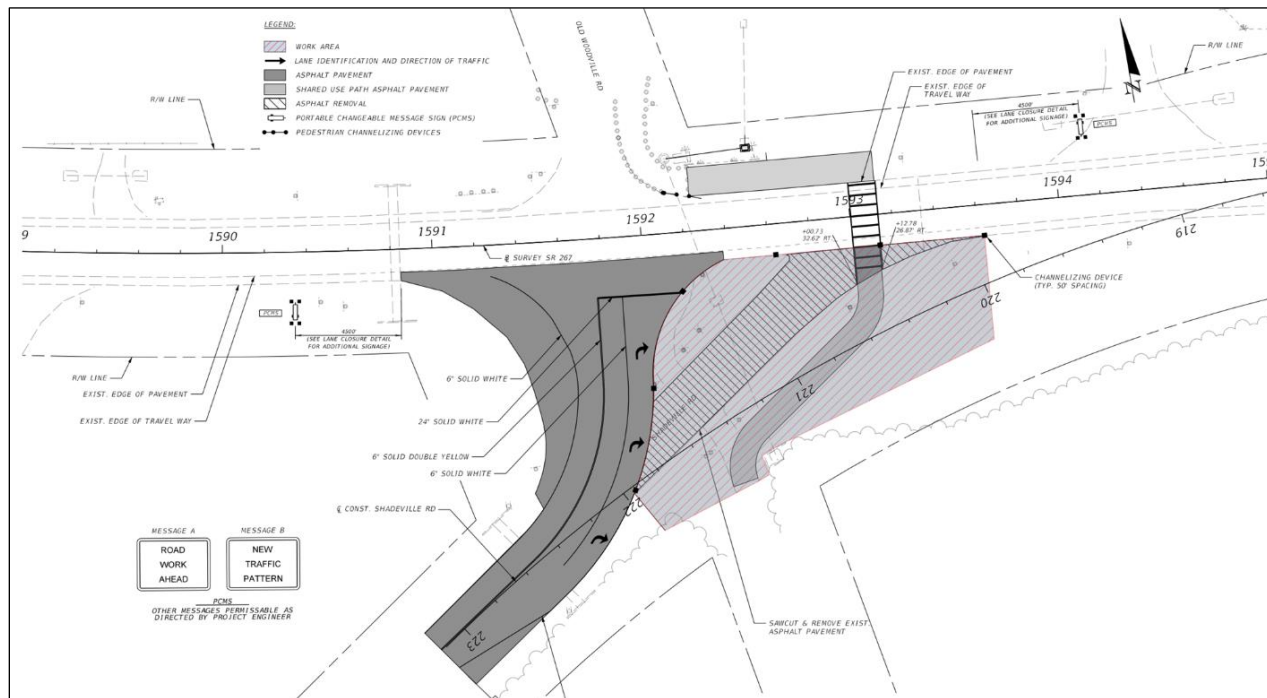 LEGEND:
WORK AREA
LANE IDENTIFICATION AND DIRECTION OF TRAFFIC
ASPHALT PAVEMENT
SHARED USE PATH ASPHALT PAVEMENT
ASPHALT REMOVAL
PORTABLE CHANGEABLE MESSAGE SIGN (PCMS)
PEDESTRIAN CHANNELIZING DEVICES
OLD WOODVILLE RD
R/W LINE
R/W LINE
N
EXIST. EDGE OF PAVEMENT
EXIST. EDGE OF
TRAVEL WAY
4500'
(SEE LANE CLOSURE DETAIL
FOR ADDITIONAL SIGNAGE)
PCMS
1590
1591
1592
1593
1594
219
220
221
222
223
+00.73
32.62' RT
+12.78
26.87' RT
℄ SURVEY SR 267
CHANNELIZING DEVICE
(TYP. 50' SPACING)
PCMS
4500'
(SEE LANE CLOSURE DETAIL
FOR ADDITIONAL SIGNAGE)
R/W LINE
EXIST. EDGE OF PAVEMENT
EXIST. EDGE OF TRAVEL WAY
6" SOLID WHITE
24" SOLID WHITE
6" SOLID DOUBLE YELLOW
6" SOLID WHITE
℄ CONST. SHADEVILLE RD
SHADEVILLE RD
MESSAGE A
ROAD
WORK
AHEAD
MESSAGE B
NEW
TRAFFIC
PATTERN
PCMS
OTHER MESSAGES PERMISSABLE AS
DIRECTED BY PROJECT ENGINEER
SAWCUT & REMOVE EXIST.
ASPHALT PAVEMENT